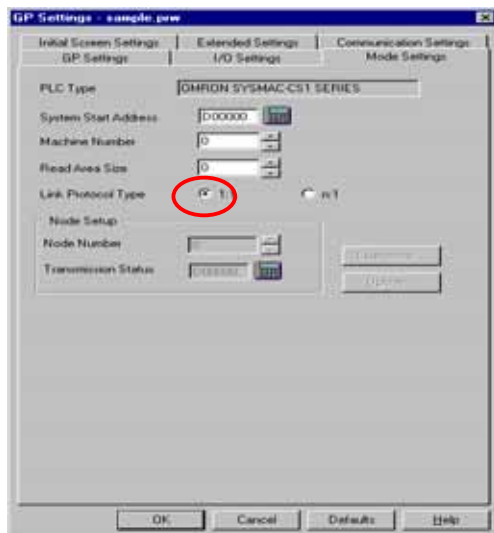 GP Settings - sample.prw
Initial Screen Settings Extended Settings Communication Settings
GP Settings I/O Settings Mode Settings
PLC Type OMRON SYSMAC-CS1 SERIES
System Start Address D00000
Machine Number 0
Read Area Size 0
Link Protocol Type 1:1 n:1
Node Setup
Node Number
Transmission Status
OK Cancel Defaults Help